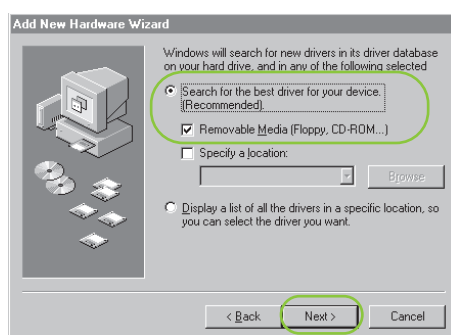 Add New Hardware Wizard
Windows will search for new drivers in its driver database
on your hard drive, and in any of the following selected
Search for the best driver for your device.
(Recommended).
Removable Media (Floppy, CD-ROM...)
Specify a location:
Browse
Display a list of all the drivers in a specific location, so
you can select the driver you want.
< Back
Next >
Cancel